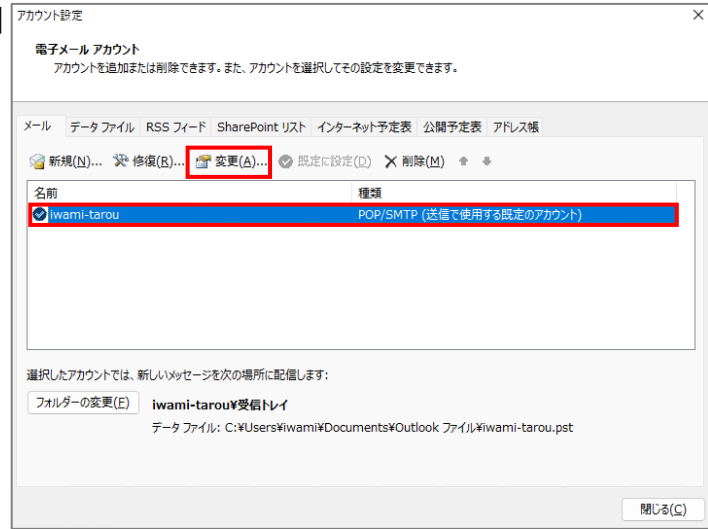 アカウント設定
電子メール アカウント
アカウントを追加または削除できます。また、アカウントを選択してその設定を変更できます。
メール データ ファイル RSS フィード SharePoint リスト インターネット予定表 公開予定表 アドレス帳
新規(N)... 修復(R)... 変更(A)... 既定に設定(D) 削除(M)
名前 種類
iwami-tarou POP/SMTP (送信で使用する既定のアカウント)
選択したアカウントでは、新しいメッセージを次の場所に配信します:
フォルダーの変更(F) iwami-tarou¥受信トレイ
データ ファイル: C:¥Users¥iwami¥Documents¥Outlook ファイル¥iwami-tarou.pst
閉じる(C)